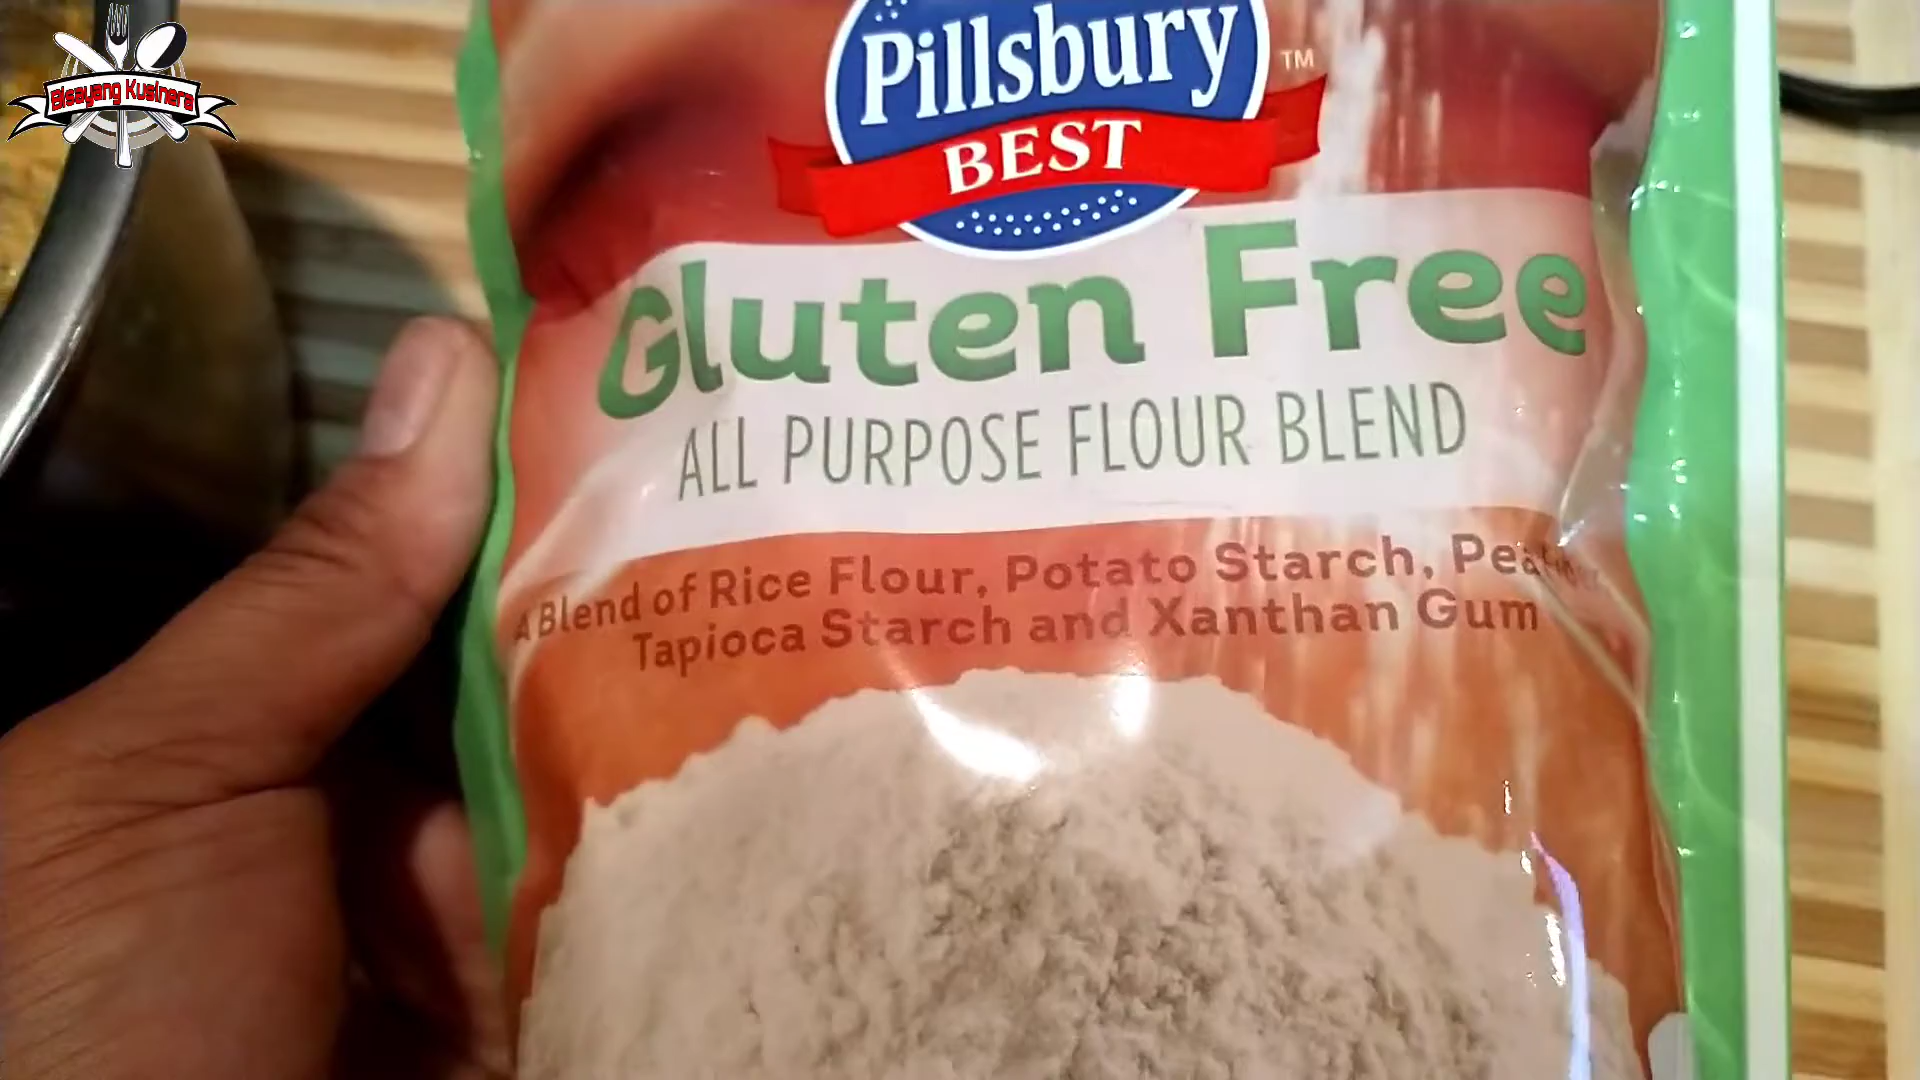 Bisayang Kusinera
Pillsbury
TM
BEST
Gluten Free
ALL PURPOSE FLOUR BLEND
A Blend of Rice Flour, Potato Starch,
Tapioca Starch and Xanthan Gum